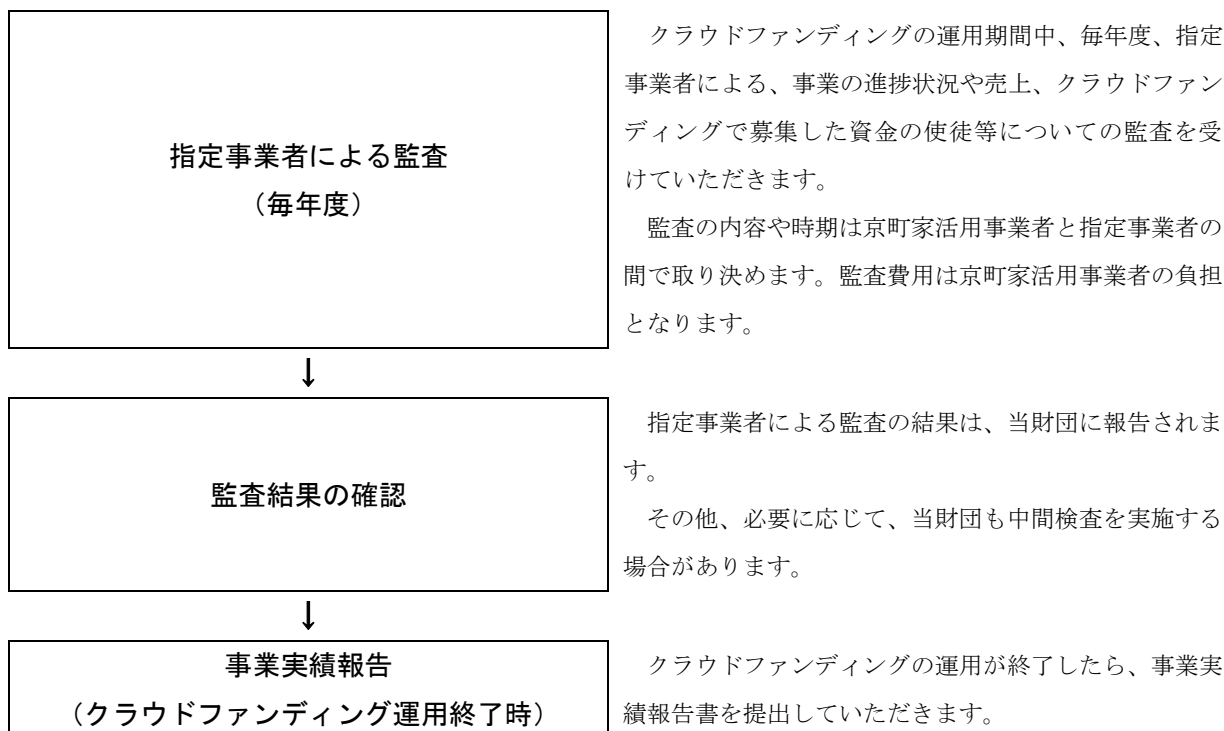 指定事業者による監査
（毎年度）
クラウドファンディングの運用期間中、毎年度、指定
事業者による、事業の進捗状況や売上、クラウドファン
ディングで募集した資金の使徒等についての監査を受
けていただきます。
監査の内容や時期は京町家活用事業者と指定事業者の
間で取り決めます。監査費用は京町家活用事業者の負担
となります。
↓
監査結果の確認
指定事業者による監査の結果は、当財団に報告されま
す。
その他、必要に応じて、当財団も中間検査を実施する
場合があります。
↓
事業実績報告
（クラウドファンディング運用終了時）
クラウドファンディングの運用が終了したら、事業実
績報告書を提出していただきます。